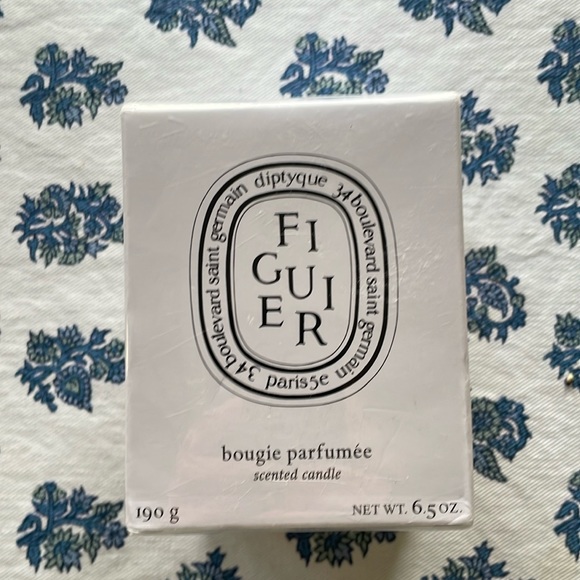 diptyque 34 boulevard saint germain paris5e 34 boulevard saint germain
FI
GUI
ER
bougie parfumée
scented candle
190 g
NET WT. 6.5 OZ.